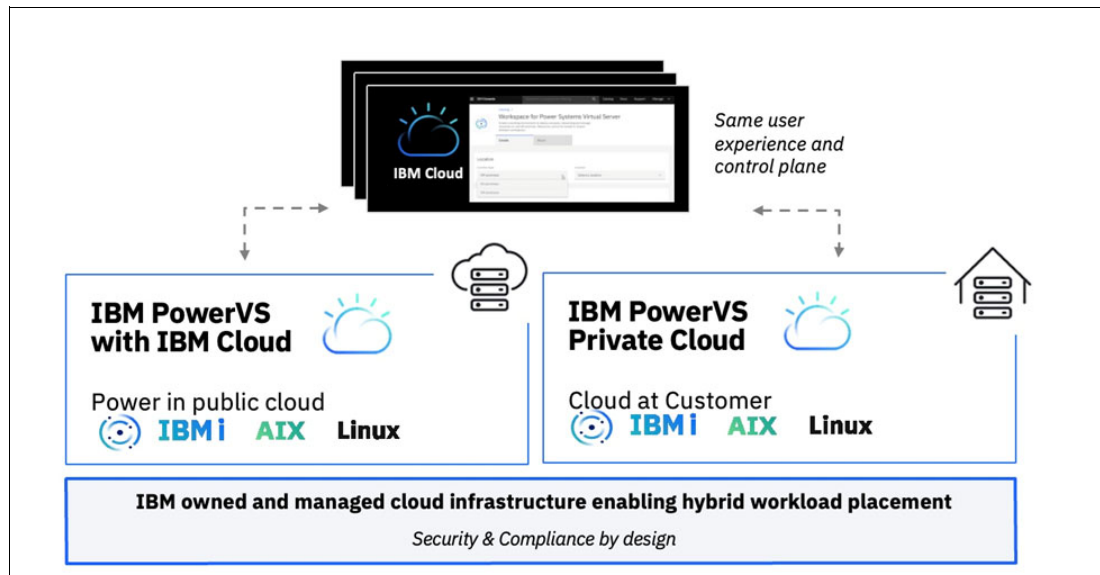 IBM Cloud
Workspace for Power Systems Virtual Server
Same user
experience and
control plane
IBM PowerVS
with IBM Cloud
Power in public cloud
IBM i AIX Linux
IBM PowerVS
Private Cloud
Cloud at Customer
IBM i AIX Linux
IBM owned and managed cloud infrastructure enabling hybrid workload placement
Security & Compliance by design